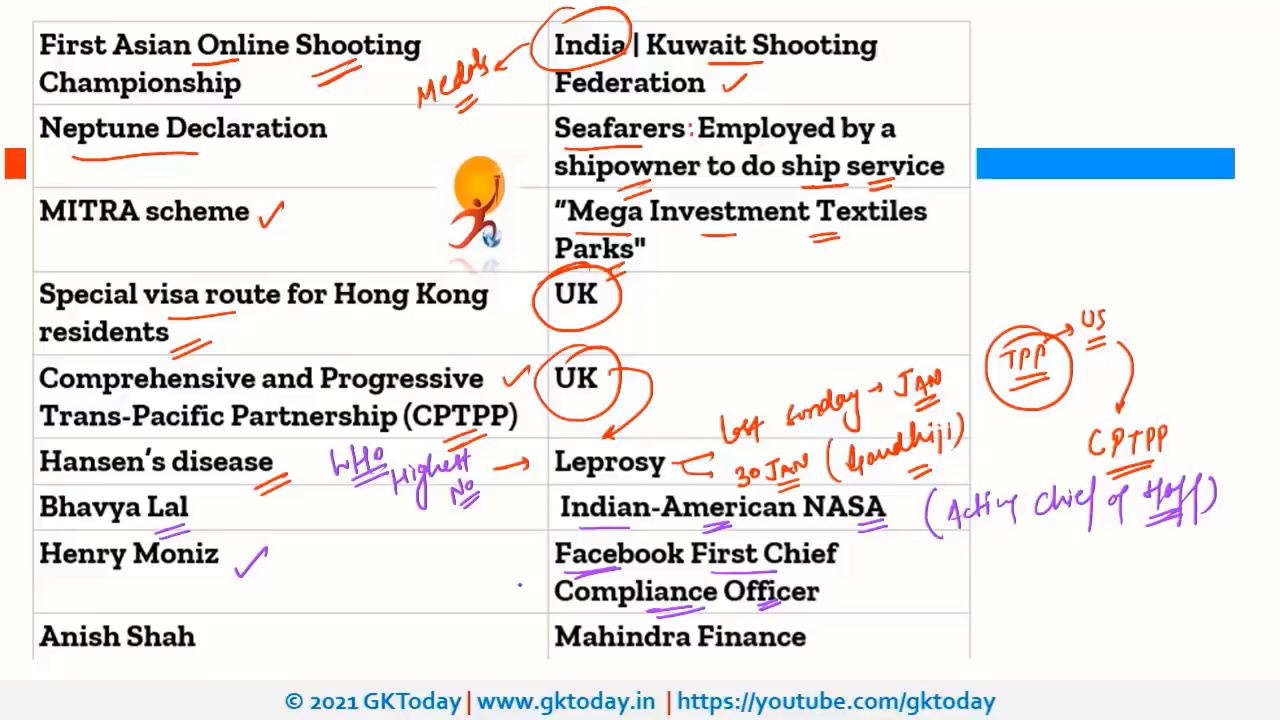 First Asian Online Shooting
Championship
Medals
India | Kuwait Shooting
Federation
Neptune Declaration
Seafarers: Employed by a
shipowner to do ship service
MITRA scheme
“Mega Investment Textiles
Parks"
Special visa route for Hong Kong
residents
UK
Comprehensive and Progressive
Trans-Pacific Partnership (CPTPP)
UK
TPP
US
CPTPP
Hansen’s disease
WHO
Highest
No
Leprosy
Last Sunday → JAN
30 JAN (Gandhiji)
Bhavya Lal
Indian-American NASA
(Acting Chief of Staff)
Henry Moniz
Facebook First Chief
Compliance Officer
Anish Shah
Mahindra Finance
© 2021 GKToday | www.gktoday.in | https://youtube.com/gktoday